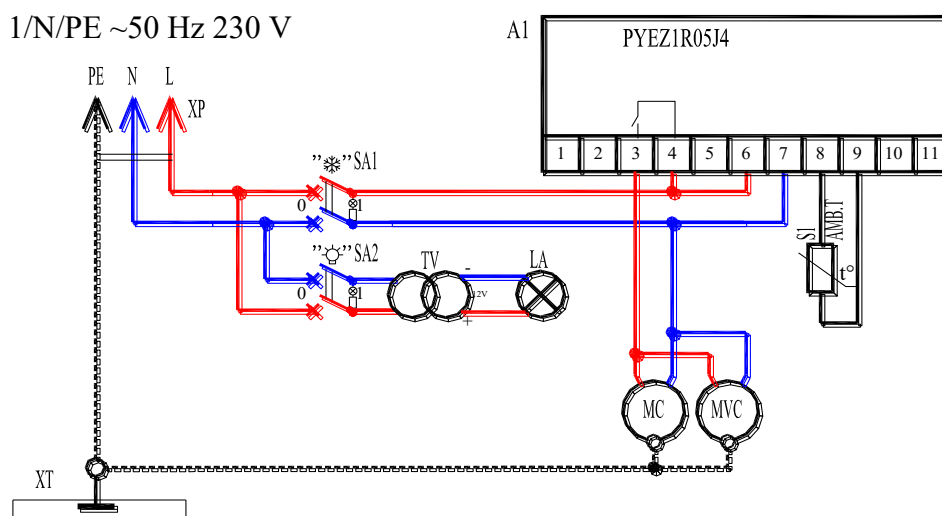 1/N/PE ~50 Hz 230 V
A1
PYEZ1R05J4
PE N L
XP
1 2 3 4 5 6 7 8 9 10 11
”❄” SA1
0 1
”☼” SA2
0 1
TV
-
12V
+
LA
S1
AMB.T
t°
MC
MVC
XT